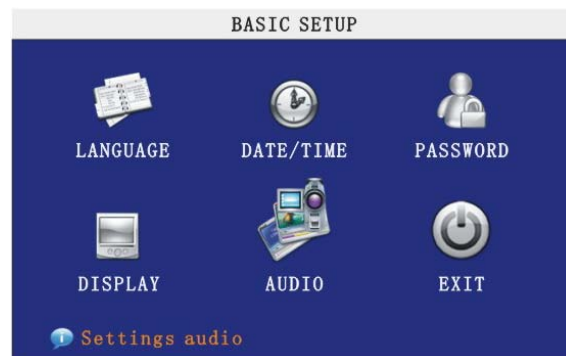 BASIC SETUP
LANGUAGE DATE/TIME PASSWORD
DISPLAY AUDIO EXIT
Settings audio